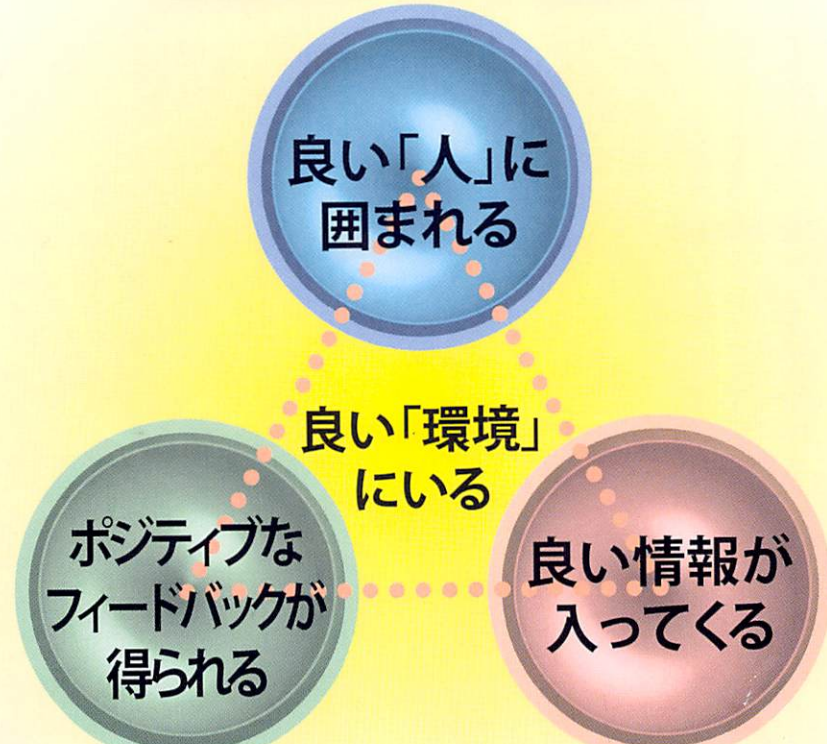 良い「人」に
囲まれる
良い「環境」
にいる
ポジティブな
フィードバックが
得られる
良い情報が
入ってくる